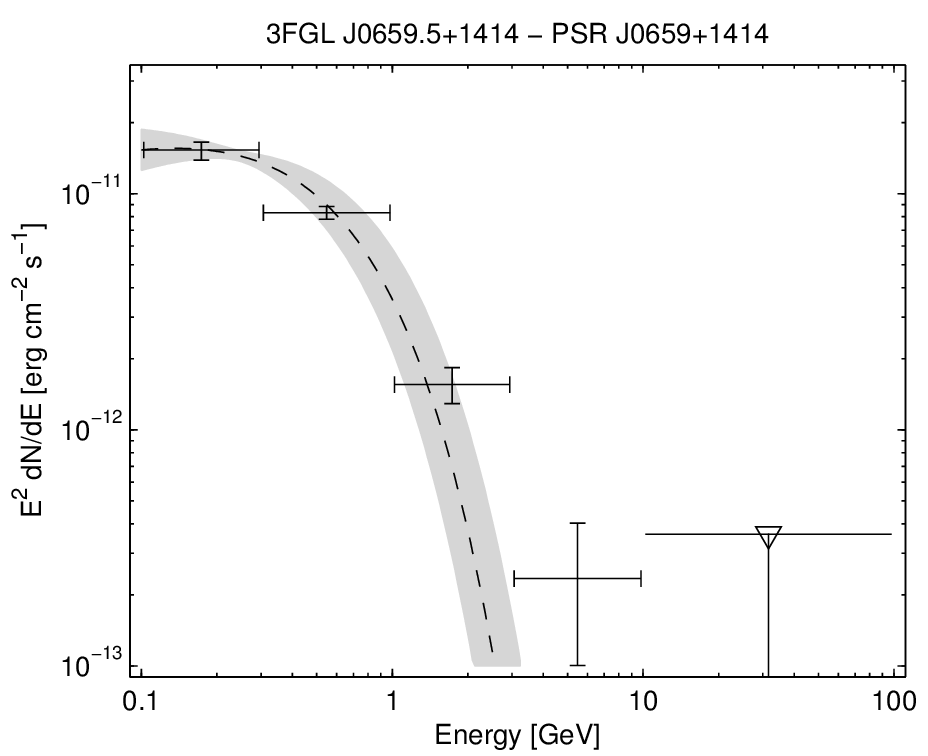 3FGL J0659.5+1414 − PSR J0659+1414
E² dN/dE [erg cm⁻² s⁻¹]
10⁻¹¹
10⁻¹²
10⁻¹³
0.1 1 10 100
Energy [GeV]